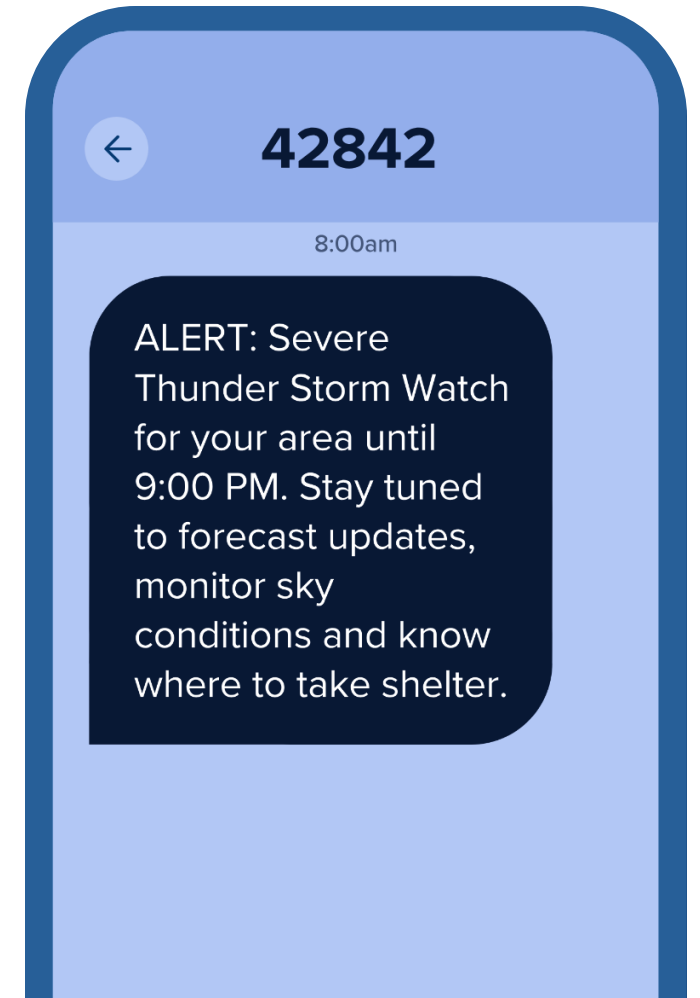 42842
8:00am
ALERT: Severe
Thunder Storm Watch
for your area until
9:00 PM. Stay tuned
to forecast updates,
monitor sky
conditions and know
where to take shelter.